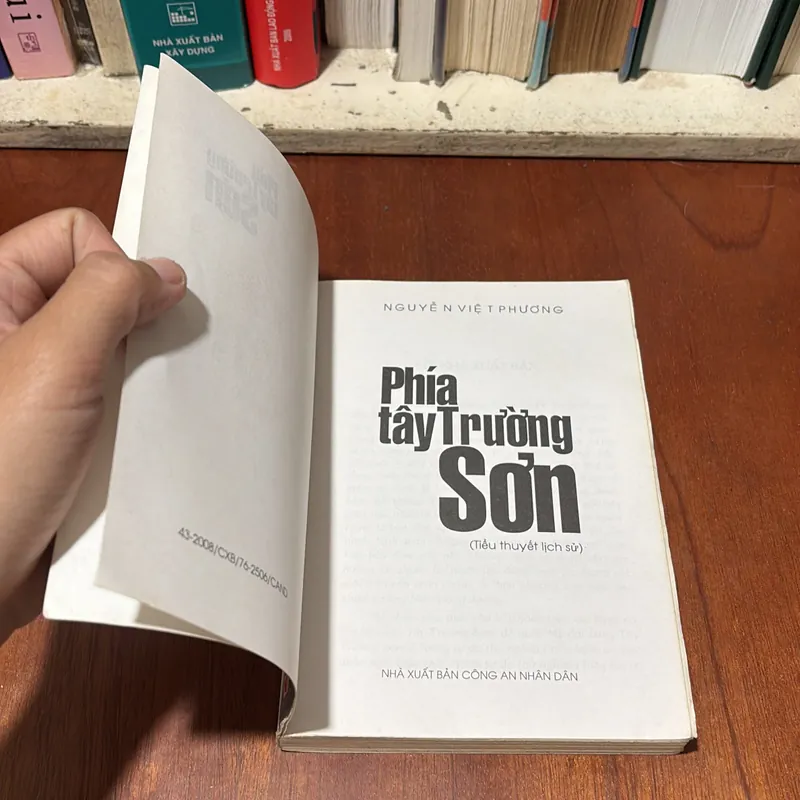 NHÀ XUẤT BẢN
XÂY DỰNG
NHÀ XUẤT BẢN LAO ĐỘNG
2009
43-2008/CXB/76-2506/CAND
NGUYỄN VIỆT PHƯƠNG
Phía
tây Trường
Sơn
(Tiểu thuyết lịch sử)
NHÀ XUẤT BẢN CÔNG AN NHÂN DÂN